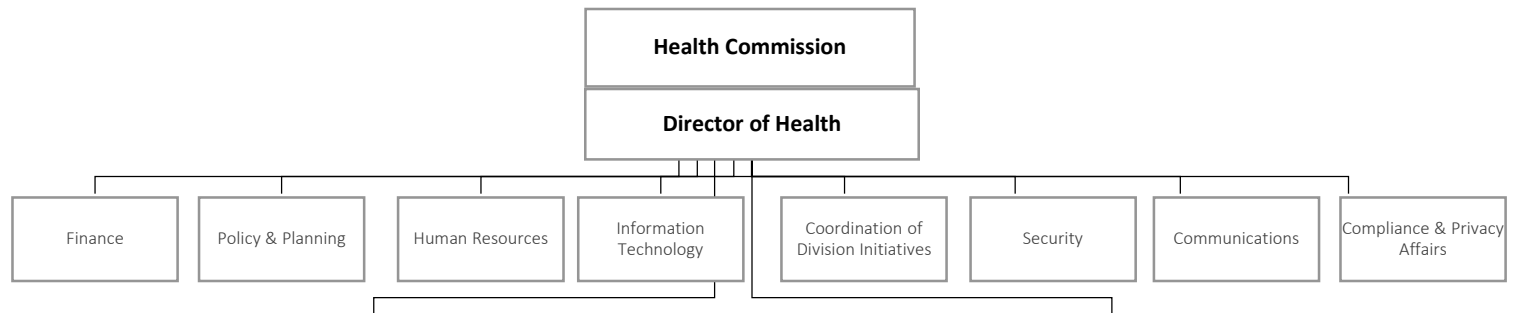 Health Commission
Director of Health
Finance
Policy & Planning
Human Resources
Information
Technology
Coordination of
Division Initiatives
Security
Communications
Compliance & Privacy
Affairs